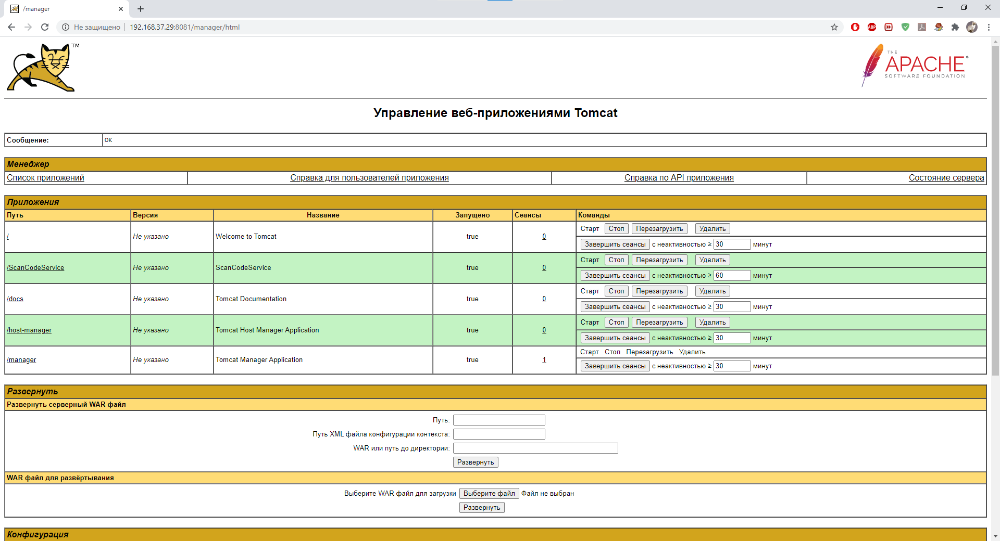 /manager
Не защищено 192.168.37.29:8081/manager/html
ABP
TM
THE
APACHE
SOFTWARE FOUNDATION
Управление веб-приложениями Tomcat
Сообщение: OK
Менеджер
Список приложений Справка для пользователей приложения Справка по API приложения Состояние сервера
Приложения
Путь Версия Название Запущено Сеансы Команды
/ Не указано Welcome to Tomcat true 0 Старт Стоп Перезагрузить Удалить
Завершить сеансы с неактивностью ≥ 30 минут
/ScanCodeService Не указано ScanCodeService true 0 Старт Стоп Перезагрузить Удалить
Завершить сеансы с неактивностью ≥ 60 минут
/docs Не указано Tomcat Documentation true 0 Старт Стоп Перезагрузить Удалить
Завершить сеансы с неактивностью ≥ 30 минут
/host-manager Не указано Tomcat Host Manager Application true 0 Старт Стоп Перезагрузить Удалить
Завершить сеансы с неактивностью ≥ 30 минут
/manager Не указано Tomcat Manager Application true 1 Старт Стоп Перезагрузить Удалить
Завершить сеансы с неактивностью ≥ 30 минут
Развернуть
Развернуть серверный WAR файл
Путь:
Путь XML файла конфигурации контекста:
WAR или путь до директории:
Развернуть
WAR файл для развёртывания
Выберите WAR файл для загрузки Выберите файл Файл не выбран
Развернуть
Конфигурация